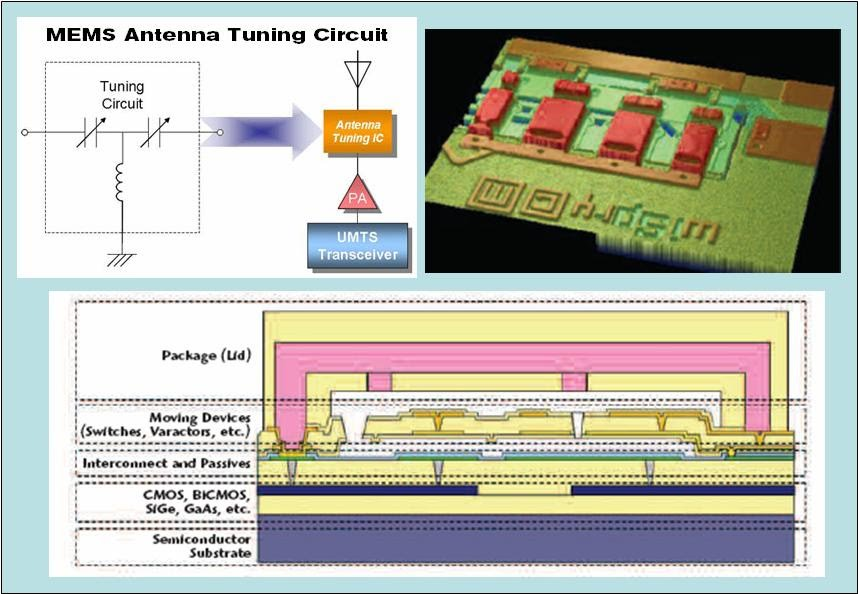 MEMS Antenna Tuning Circuit
Tuning
Circuit
Antenna
Tuning IC
PA
UMTS
Transceiver
Package (Lid)
Moving Devices
(Switches, Varactors, etc.)
Interconnect and Passives
CMOS, BiCMOS,
SiGe, GaAs, etc.
Semiconductor
Substrate